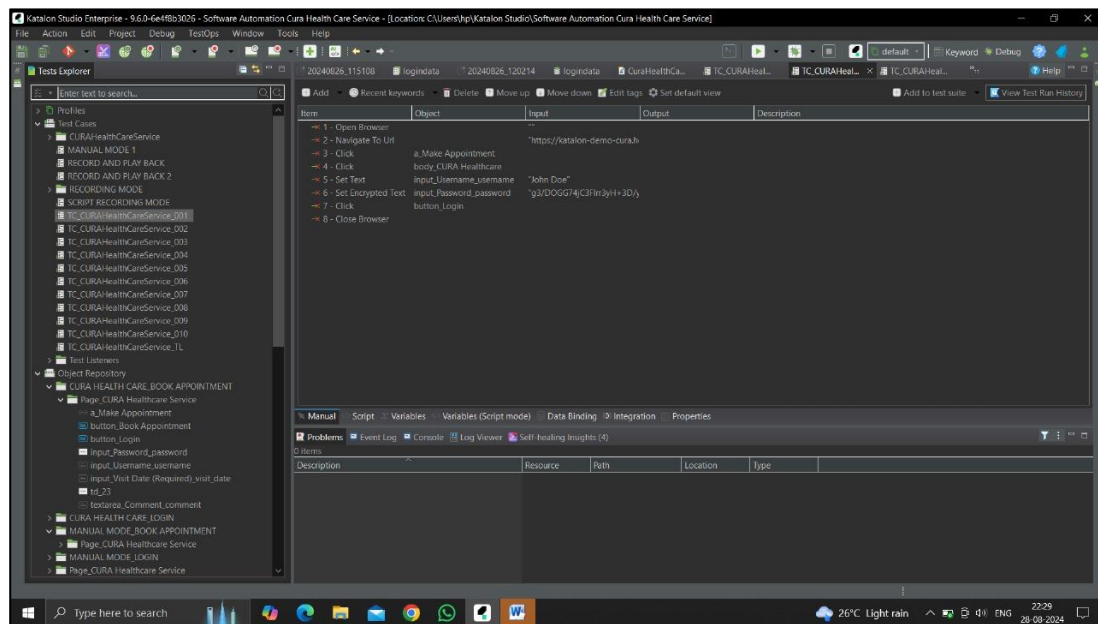 Katalon Studio Enterprise - 9.6.0-6e4f8b3026 - Software Automation Cura Health Care Service - [Location: C:\Users\hp\Katalon Studio\Software Automation Cura Health Care Service]
File Action Edit Project Debug TestOps Window Tools Help
default Keyword Debug
Tests Explorer
20240826_115108 logindata 20240826_120214 logindata CuraHealthCa... TC_CURAHeal... TC_CURAHeal... TC_CURAHeal... Help
Enter text to search...
Add Recent keywords Delete Move up Move down Edit tags Set default view Add to test suite View Test Run History
Profiles
Test Cases
CURAHealthCareService
MANUAL MODE 1
RECORD AND PLAY BACK
RECORD AND PLAY BACK 2
RECORDING MODE
SCRIPT RECORDING MODE
TC_CURAHealthCareService_001
TC_CURAHealthCareService_002
TC_CURAHealthCareService_003
TC_CURAHealthCareService_004
TC_CURAHealthCareService_005
TC_CURAHealthCareService_006
TC_CURAHealthCareService_007
TC_CURAHealthCareService_008
TC_CURAHealthCareService_009
TC_CURAHealthCareService_010
TC_CURAHealthCareService_TL
Test Listeners
Object Repository
CURA HEALTH CARE_BOOK APPOINTMENT
Page_CURA Healthcare Service
a_Make Appointment
button_Book Appointment
button_Login
input_Password_password
input_Username_username
input_Visit Date (Required)_visit_date
td_23
textarea_Comment_comment
CURA HEALTH CARE_LOGIN
MANUAL MODE_BOOK APPOINTMENT
Page_CURA Healthcare Service
MANUAL MODE_LOGIN
Page_CURA Healthcare Service
Item Object Input Output Description
1 - Open Browser ""
2 - Navigate To Url "https://katalon-demo-cura.h
3 - Click a_Make Appointment
4 - Click body_CURA Healthcare
5 - Set Text input_Username_username "John Doe"
6 - Set Encrypted Text input_Password_password
7 - Click button_Login
8 - Close Browser
Manual Script Variables Variables (Script mode) Data Binding Integration Properties
Problems Event Log Console Log Viewer Self-healing Insights (4)
0 items
Description Resource Path Location Type
Type here to search 26°C Light rain ENG 22:29
28-08-2024